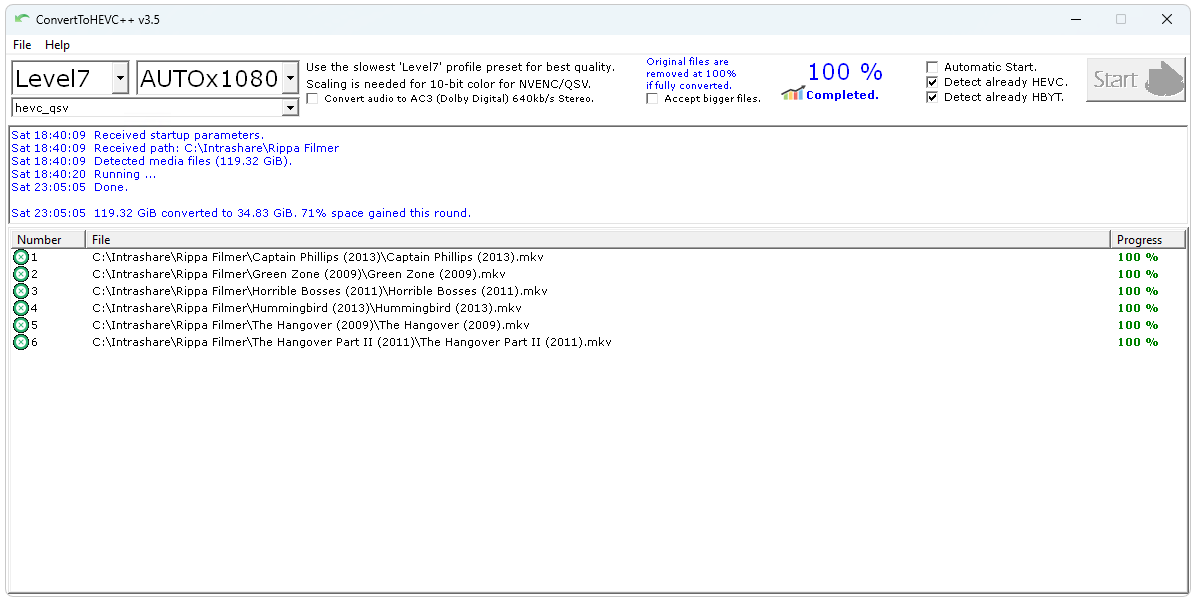 ConvertToHEVC++ v3.5
File Help
Level7
AUTOx1080
hevc_qsv
Use the slowest 'Level7' profile preset for best quality.
Scaling is needed for 10-bit color for NVENC/QSV.
Convert audio to AC3 (Dolby Digital) 640kb/s Stereo.
Original files are
removed at 100%
if fully converted.
Accept bigger files.
100 %
Completed.
Automatic Start.
Detect already HEVC.
Detect already HBYT.
Start
Sat 18:40:09 Received startup parameters.
Sat 18:40:09 Received path: C:\Intrashare\Rippa Filmer
Sat 18:40:09 Detected media files (119.32 GiB).
Sat 18:40:20 Running ...
Sat 23:05:05 Done.
Sat 23:05:05 119.32 GiB converted to 34.83 GiB. 71% space gained this round.
Number File Progress
1 C:\Intrashare\Rippa Filmer\Captain Phillips (2013)\Captain Phillips (2013).mkv 100 %
2 C:\Intrashare\Rippa Filmer\Green Zone (2009)\Green Zone (2009).mkv 100 %
3 C:\Intrashare\Rippa Filmer\Horrible Bosses (2011)\Horrible Bosses (2011).mkv 100 %
4 C:\Intrashare\Rippa Filmer\Hummingbird (2013)\Hummingbird (2013).mkv 100 %
5 C:\Intrashare\Rippa Filmer\The Hangover (2009)\The Hangover (2009).mkv 100 %
6 C:\Intrashare\Rippa Filmer\The Hangover Part II (2011)\The Hangover Part II (2011).mkv 100 %